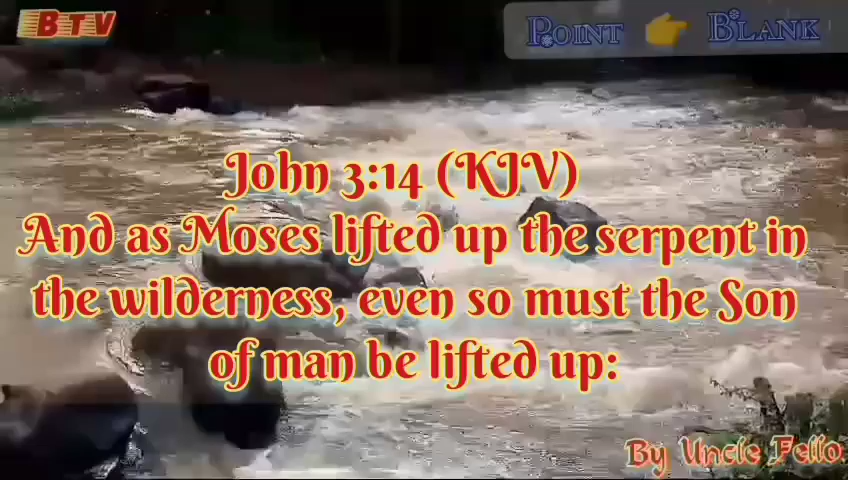 BTV
Point 👉 Blank
John 3:14 (KJV)
And as Moses lifted up the serpent in
the wilderness, even so must the Son
of man be lifted up:
By Uncle Fello